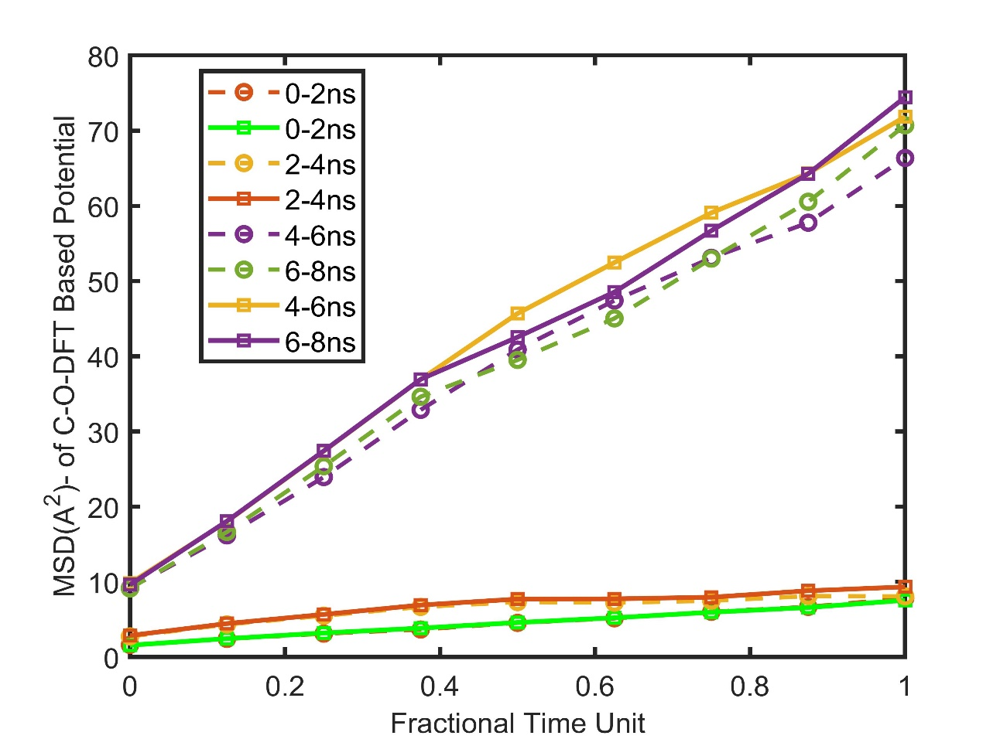 80
70
60
50
40
30
20
10
0
MSD(A²)- of C-O-DFT Based Potential
0-2ns
0-2ns
2-4ns
2-4ns
4-6ns
6-8ns
4-6ns
6-8ns
0 0.2 0.4 0.6 0.8 1
Fractional Time Unit